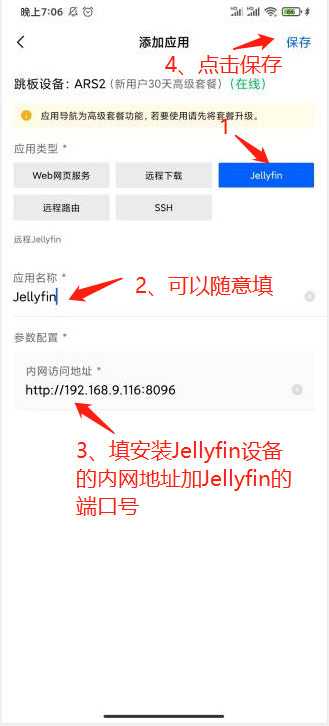 晚上7:06
66
添加应用
保存
4、点击保存
跳板设备: ARS2 (新用户30天高级套餐) (在线)
应用导航为高级套餐功能, 若要使用请先将套餐升级。
1
应用类型 *
Web网页服务
远程下载
Jellyfin
远程路由
SSH
远程Jellyfin
应用名称 *
Jellyfin
2、可以随意填
参数配置 *
内网访问地址 *
http://192.168.9.116:8096
3、填安装Jellyfin设备
的内网地址加Jellyfin的
端口号